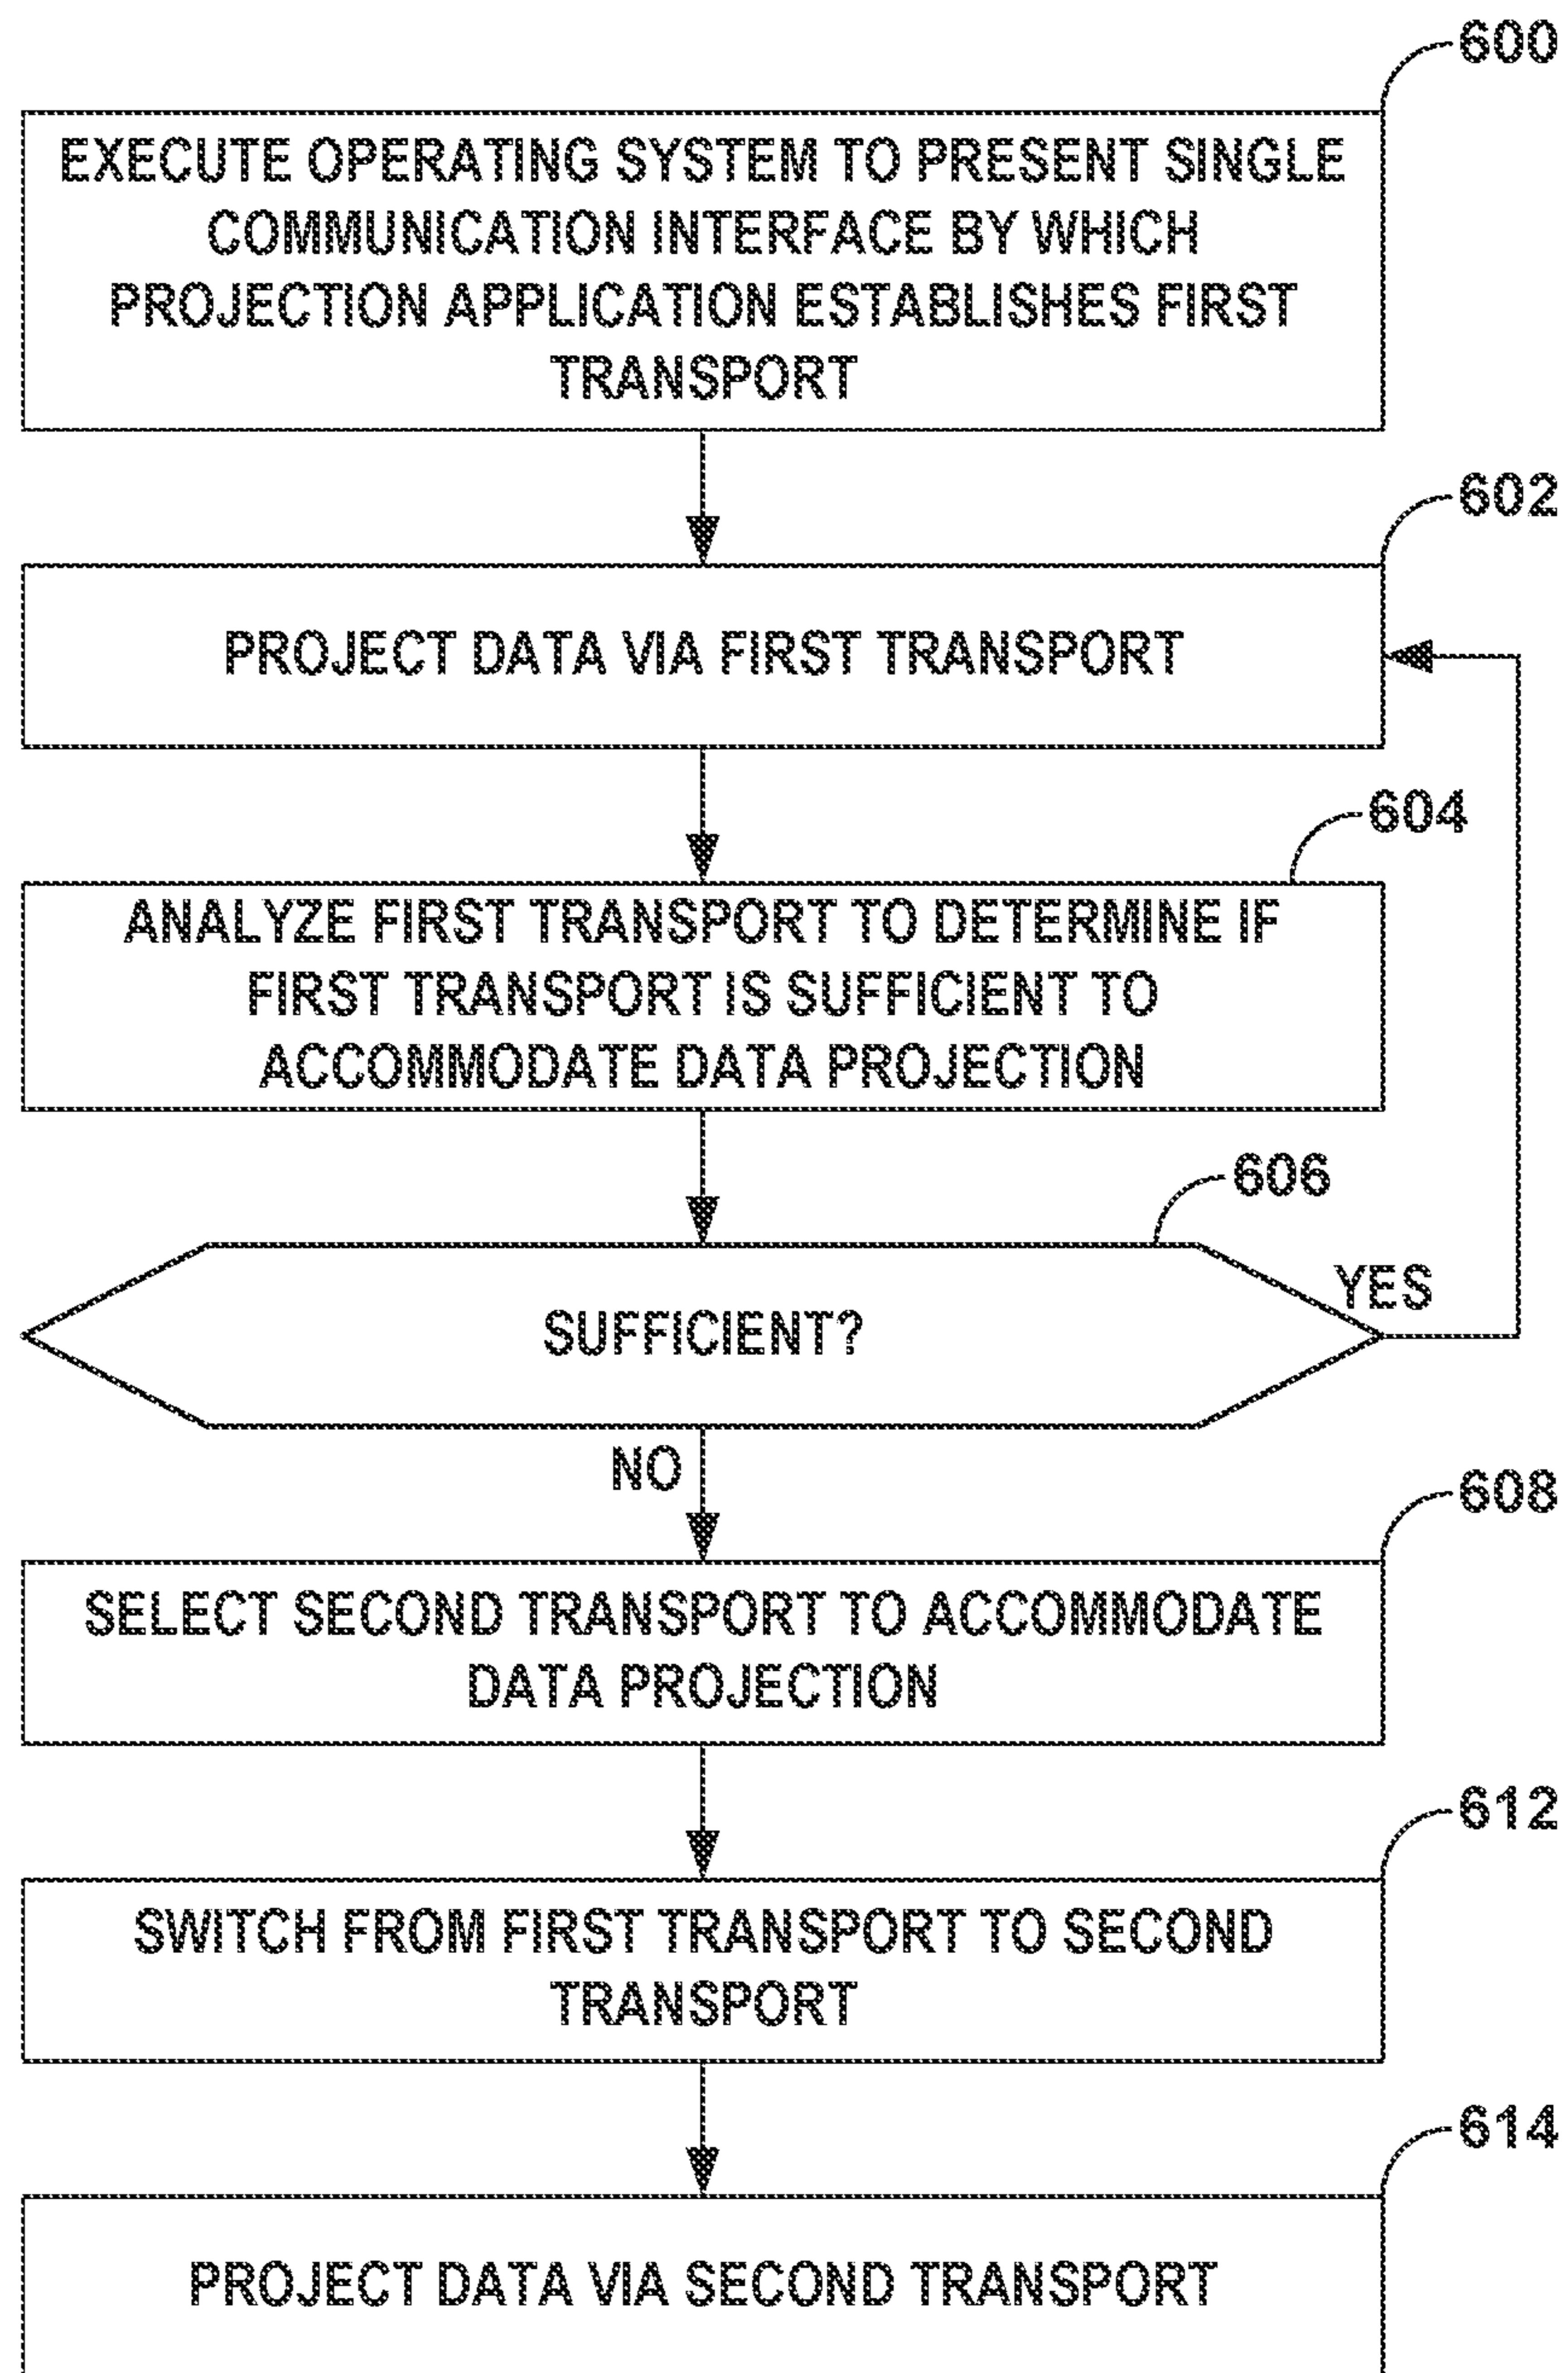 600
EXECUTE OPERATING SYSTEM TO PRESENT SINGLE
COMMUNICATION INTERFACE BY WHICH
PROJECTION APPLICATION ESTABLISHES FIRST
TRANSPORT
602
PROJECT DATA VIA FIRST TRANSPORT
604
ANALYZE FIRST TRANSPORT TO DETERMINE IF
FIRST TRANSPORT IS SUFFICIENT TO
ACCOMMODATE DATA PROJECTION
606
YES
SUFFICIENT?
NO
608
SELECT SECOND TRANSPORT TO ACCOMMODATE
DATA PROJECTION
612
SWITCH FROM FIRST TRANSPORT TO SECOND
TRANSPORT
614
PROJECT DATA VIA SECOND TRANSPORT